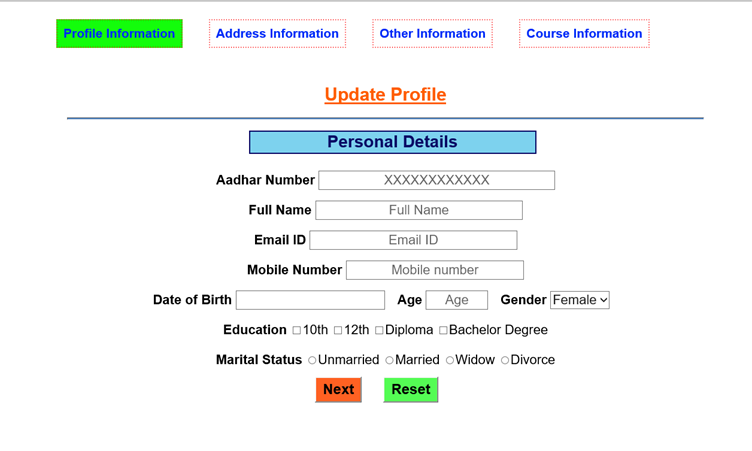 Profile Information Address Information Other Information Course Information
Update Profile
Personal Details
Aadhar Number XXXXXXXXXXXX
Full Name Full Name
Email ID Email ID
Mobile Number Mobile number
Date of Birth Age Age Gender Female
Education 10th 12th Diploma Bachelor Degree
Marital Status Unmarried Married Widow Divorce
Next Reset